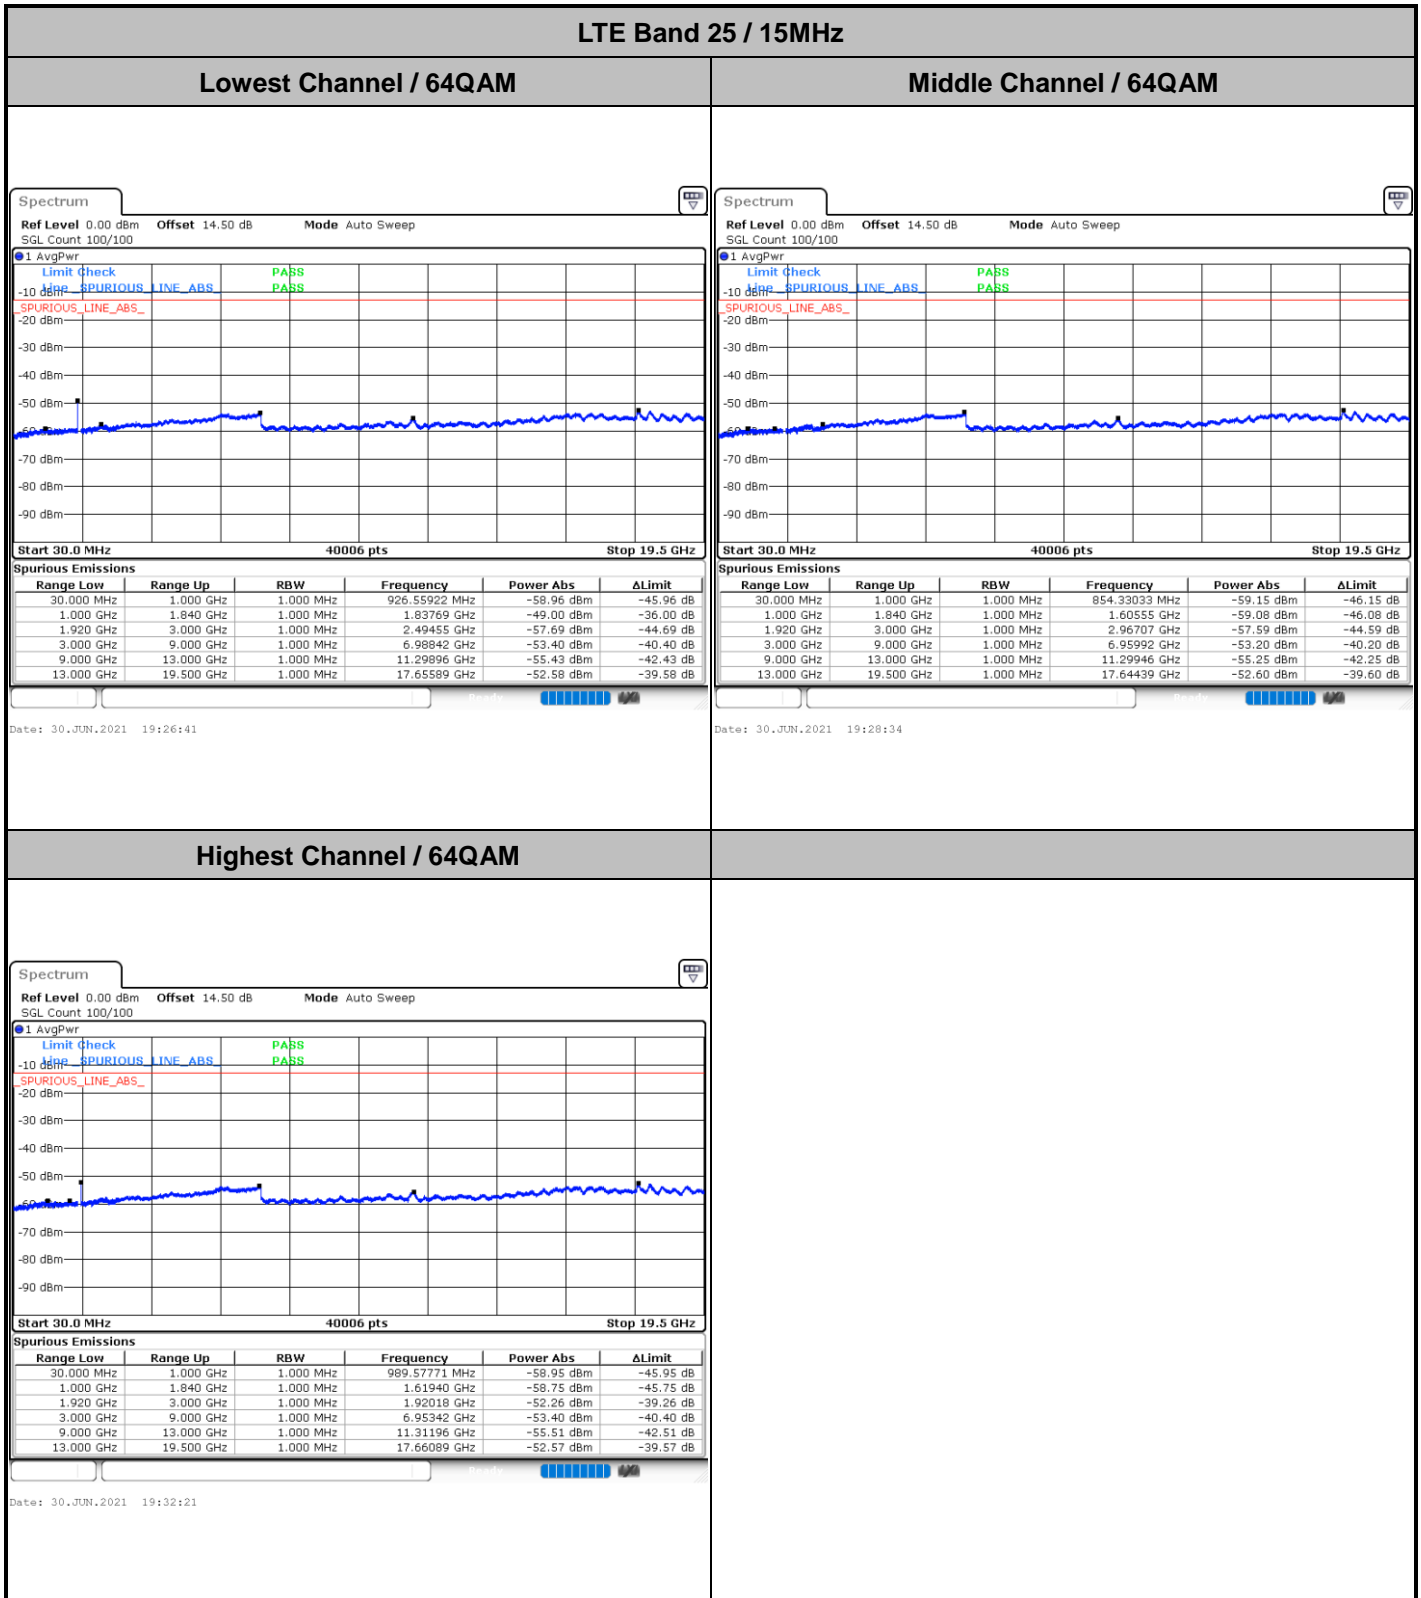 LTE Band 25 / 15MHz
Lowest Channel / 64QAM
Middle Channel / 64QAM
Spectrum
Ref Level 0.00 dBm Offset 14.50 dB Mode Auto Sweep
SGL Count 100/100
1 AvgPwr
Limit Check PASS
Line _SPURIOUS_LINE_ABS_ PASS
-10 dBm
_SPURIOUS_LINE_ABS_
-20 dBm
-30 dBm
-40 dBm
-50 dBm
-60 dBm
-70 dBm
-80 dBm
-90 dBm
Start 30.0 MHz 40006 pts Stop 19.5 GHz
Spurious Emissions
Range Low Range Up RBW Frequency Power Abs ΔLimit
30.000 MHz 1.000 GHz 1.000 MHz 926.55922 MHz -58.96 dBm -45.96 dB
1.000 GHz 1.840 GHz 1.000 MHz 1.83769 GHz -49.00 dBm -36.00 dB
1.920 GHz 3.000 GHz 1.000 MHz 2.49455 GHz -57.69 dBm -44.69 dB
3.000 GHz 9.000 GHz 1.000 MHz 6.98842 GHz -53.40 dBm -40.40 dB
9.000 GHz 13.000 GHz 1.000 MHz 11.29896 GHz -55.43 dBm -42.43 dB
13.000 GHz 19.500 GHz 1.000 MHz 17.65589 GHz -52.58 dBm -39.58 dB
Ready
Date: 30.JUN.2021 19:26:41
Spectrum
Ref Level 0.00 dBm Offset 14.50 dB Mode Auto Sweep
SGL Count 100/100
1 AvgPwr
Limit Check PASS
Line _SPURIOUS_LINE_ABS_ PASS
-10 dBm
_SPURIOUS_LINE_ABS_
-20 dBm
-30 dBm
-40 dBm
-50 dBm
-60 dBm
-70 dBm
-80 dBm
-90 dBm
Start 30.0 MHz 40006 pts Stop 19.5 GHz
Spurious Emissions
Range Low Range Up RBW Frequency Power Abs ΔLimit
30.000 MHz 1.000 GHz 1.000 MHz 854.33033 MHz -59.15 dBm -46.15 dB
1.000 GHz 1.840 GHz 1.000 MHz 1.60555 GHz -59.08 dBm -46.08 dB
1.920 GHz 3.000 GHz 1.000 MHz 2.96707 GHz -57.59 dBm -44.59 dB
3.000 GHz 9.000 GHz 1.000 MHz 6.95992 GHz -53.20 dBm -40.20 dB
9.000 GHz 13.000 GHz 1.000 MHz 11.29946 GHz -55.25 dBm -42.25 dB
13.000 GHz 19.500 GHz 1.000 MHz 17.64439 GHz -52.60 dBm -39.60 dB
Ready
Date: 30.JUN.2021 19:28:34
Highest Channel / 64QAM
Spectrum
Ref Level 0.00 dBm Offset 14.50 dB Mode Auto Sweep
SGL Count 100/100
1 AvgPwr
Limit Check PASS
Line _SPURIOUS_LINE_ABS_ PASS
-10 dBm
_SPURIOUS_LINE_ABS_
-20 dBm
-30 dBm
-40 dBm
-50 dBm
-60 dBm
-70 dBm
-80 dBm
-90 dBm
Start 30.0 MHz 40006 pts Stop 19.5 GHz
Spurious Emissions
Range Low Range Up RBW Frequency Power Abs ΔLimit
30.000 MHz 1.000 GHz 1.000 MHz 989.57771 MHz -58.95 dBm -45.95 dB
1.000 GHz 1.840 GHz 1.000 MHz 1.61940 GHz -58.75 dBm -45.75 dB
1.920 GHz 3.000 GHz 1.000 MHz 1.92018 GHz -52.26 dBm -39.26 dB
3.000 GHz 9.000 GHz 1.000 MHz 6.95342 GHz -53.40 dBm -40.40 dB
9.000 GHz 13.000 GHz 1.000 MHz 11.31196 GHz -55.51 dBm -42.51 dB
13.000 GHz 19.500 GHz 1.000 MHz 17.66089 GHz -52.57 dBm -39.57 dB
Ready
Date: 30.JUN.2021 19:32:21